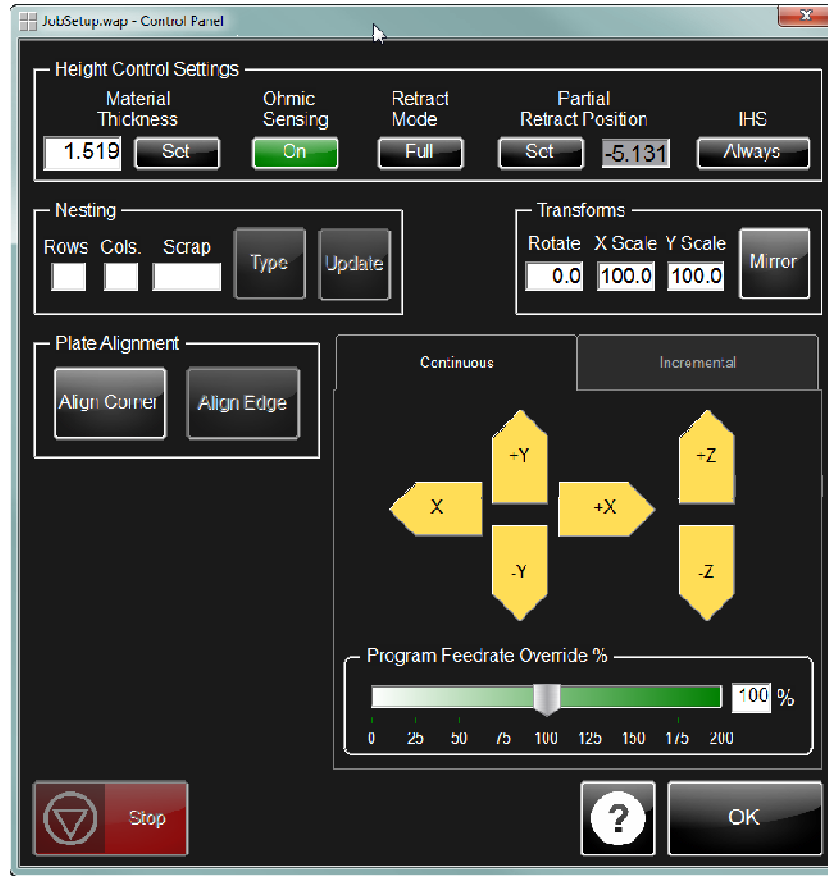 JobSetup.wap - Control Panel
Height Control Settings
Material Thickness
Ohmic Sensing
Retract Mode
Partial Retract Position
IHS
1.519
Set
On
Full
Set
-5.131
Always
Nesting
Rows Cols. Scrap
Type
Update
Transforms
Rotate X Scale Y Scale
0.0 100.0 100.0
Mirror
Plate Alignment
Align Corner
Align Edge
Continuous
Incremental
+Y
+Z
X
+X
-Y
-Z
Program Feedrate Override %
100 %
0 25 50 75 100 125 150 175 200
Stop
?
OK